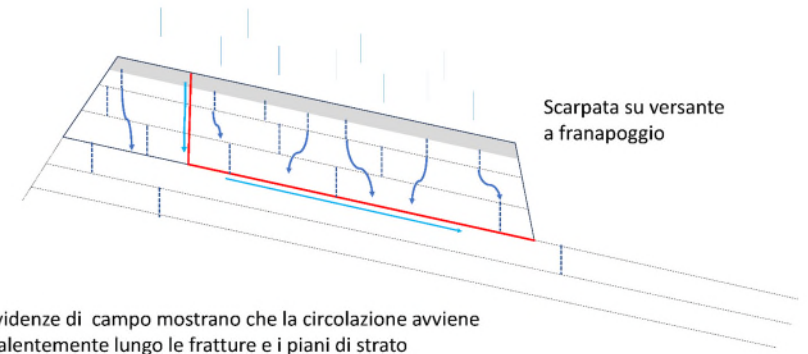 Scarpata su versante
a franapoggio
videnze di campo mostrano che la circolazione avviene
alentemente lungo le fratture e i piani di strato